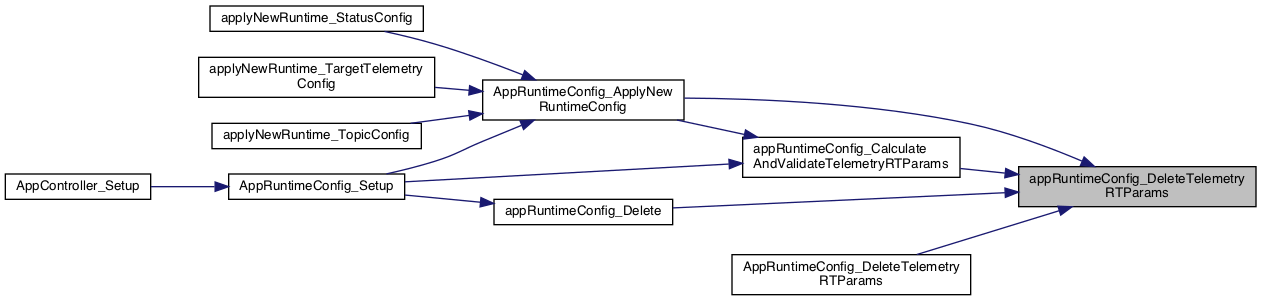 applyNewRuntime_StatusConfig
applyNewRuntime_TargetTelemetry
Config
AppRuntimeConfig_ApplyNew
RuntimeConfig
applyNewRuntime_TopicConfig
appRuntimeConfig_Calculate
AndValidateTelemetryRTParams
AppController_Setup
AppRuntimeConfig_Setup
appRuntimeConfig_DeleteTelemetry
RTParams
appRuntimeConfig_Delete
AppRuntimeConfig_DeleteTelemetry
RTParams